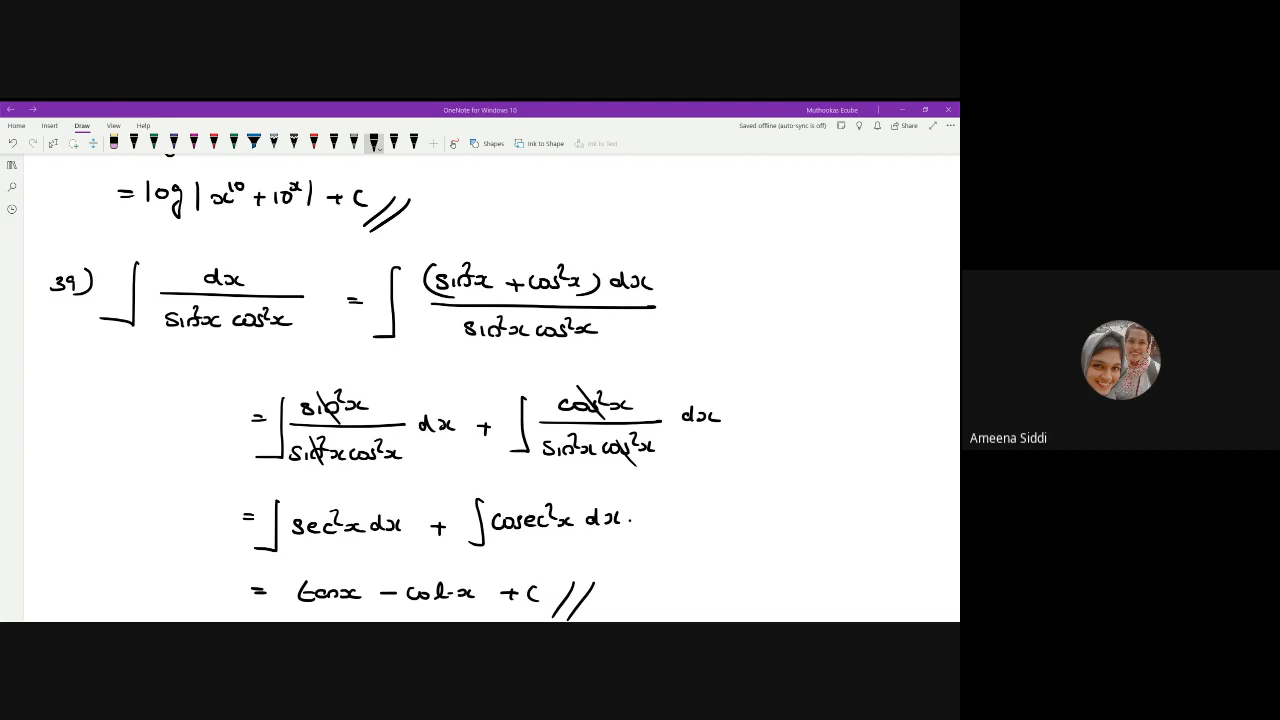 OneNote for Windows 10
Muthookas Ecube
Home Insert Draw View Help
Saved offline (auto-sync is off)
Share
Shapes
Ink to Shape
Ink to Text
= log |x¹⁰ + 10ˣ| + C //
39) ∫ dx / (sin²x cos²x) = ∫ (sin²x + cos²x) dx / (sin²x cos²x)
= ∫ sin²x / (sin²x cos²x) dx + ∫ cos²x / (sin²x cos²x) dx
= ∫ sec²x dx + ∫ cosec²x dx.
= tanx - cot x + C //
Ameena Siddi